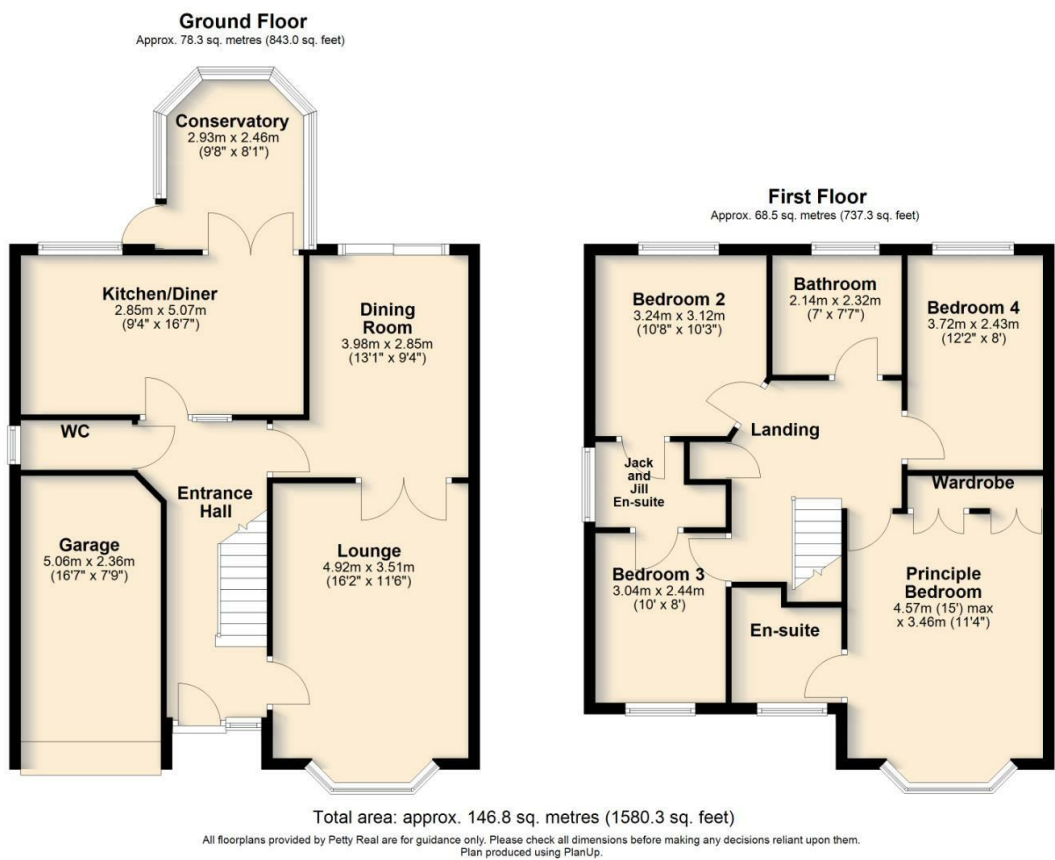 Ground Floor
Approx. 78.3 sq. metres (843.0 sq. feet)
Conservatory
2.93m x 2.46m
(9'8" x 8'1")
Kitchen/Diner
2.85m x 5.07m
(9'4" x 16'7")
Dining
Room
3.98m x 2.85m
(13'1" x 9'4")
WC
Entrance
Hall
Garage
5.06m x 2.36m
(16'7" x 7'9")
Lounge
4.92m x 3.51m
(16'2" x 11'6")
First Floor
Approx. 68.5 sq. metres (737.3 sq. feet)
Bedroom 2
3.24m x 3.12m
(10'8" x 10'3")
Bathroom
2.14m x 2.32m
(7' x 7'7")
Bedroom 4
3.72m x 2.43m
(12'2" x 8')
Landing
Jack
and
Jill
En-suite
Wardrobe
Bedroom 3
3.04m x 2.44m
(10' x 8')
En-suite
Principle
Bedroom
4.57m (15') max
x 3.46m (11'4")
Total area: approx. 146.8 sq. metres (1580.3 sq. feet)
All floorplans provided by Petty Real are for guidance only. Please check all dimensions before making any decisions reliant upon them.
Plan produced using PlanUp.